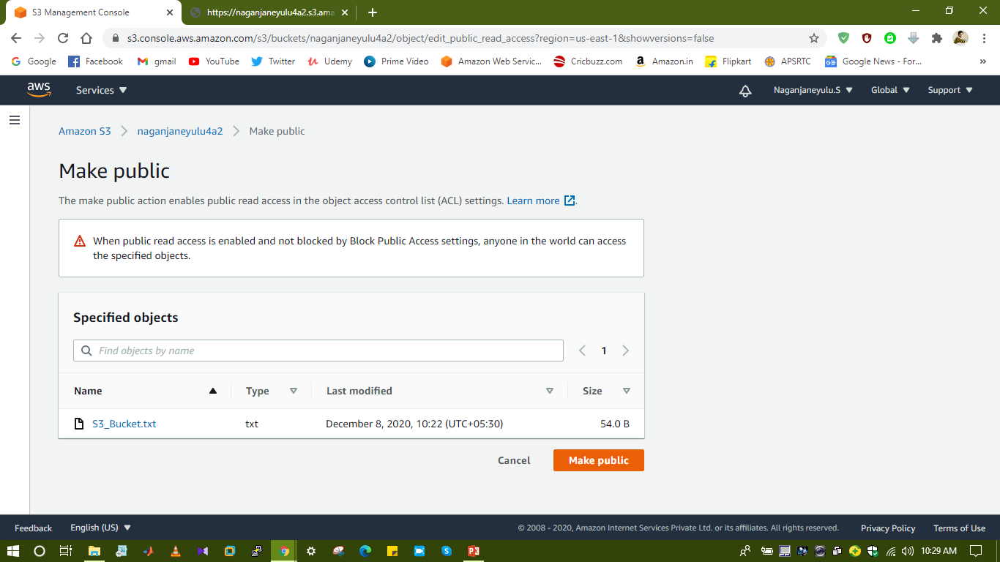 S3 Management Console
https://naganjaneyulu4a2.s3.ama
s3.console.aws.amazon.com/s3/buckets/naganjaneyulu4a2/object/edit_public_read_access?region=us-east-1&showversions=false
Google Facebook gmail YouTube Twitter Udemy Prime Video Amazon Web Servic... Cricbuzz.com Amazon.in Flipkart APSRTC Google News - For...
aws Services Naganjaneyulu.S Global Support
Amazon S3 naganjaneyulu4a2 Make public
Make public
The make public action enables public read access in the object access control list (ACL) settings. Learn more.
When public read access is enabled and not blocked by Block Public Access settings, anyone in the world can access
the specified objects.
Specified objects
Find objects by name 1
Name Type Last modified Size
S3_Bucket.txt txt December 8, 2020, 10:22 (UTC+05:30) 54.0 B
Cancel Make public
Feedback English (US) © 2008 - 2020, Amazon Internet Services Private Ltd. or its affiliates. All rights reserved. Privacy Policy Terms of Use
10:29 AM